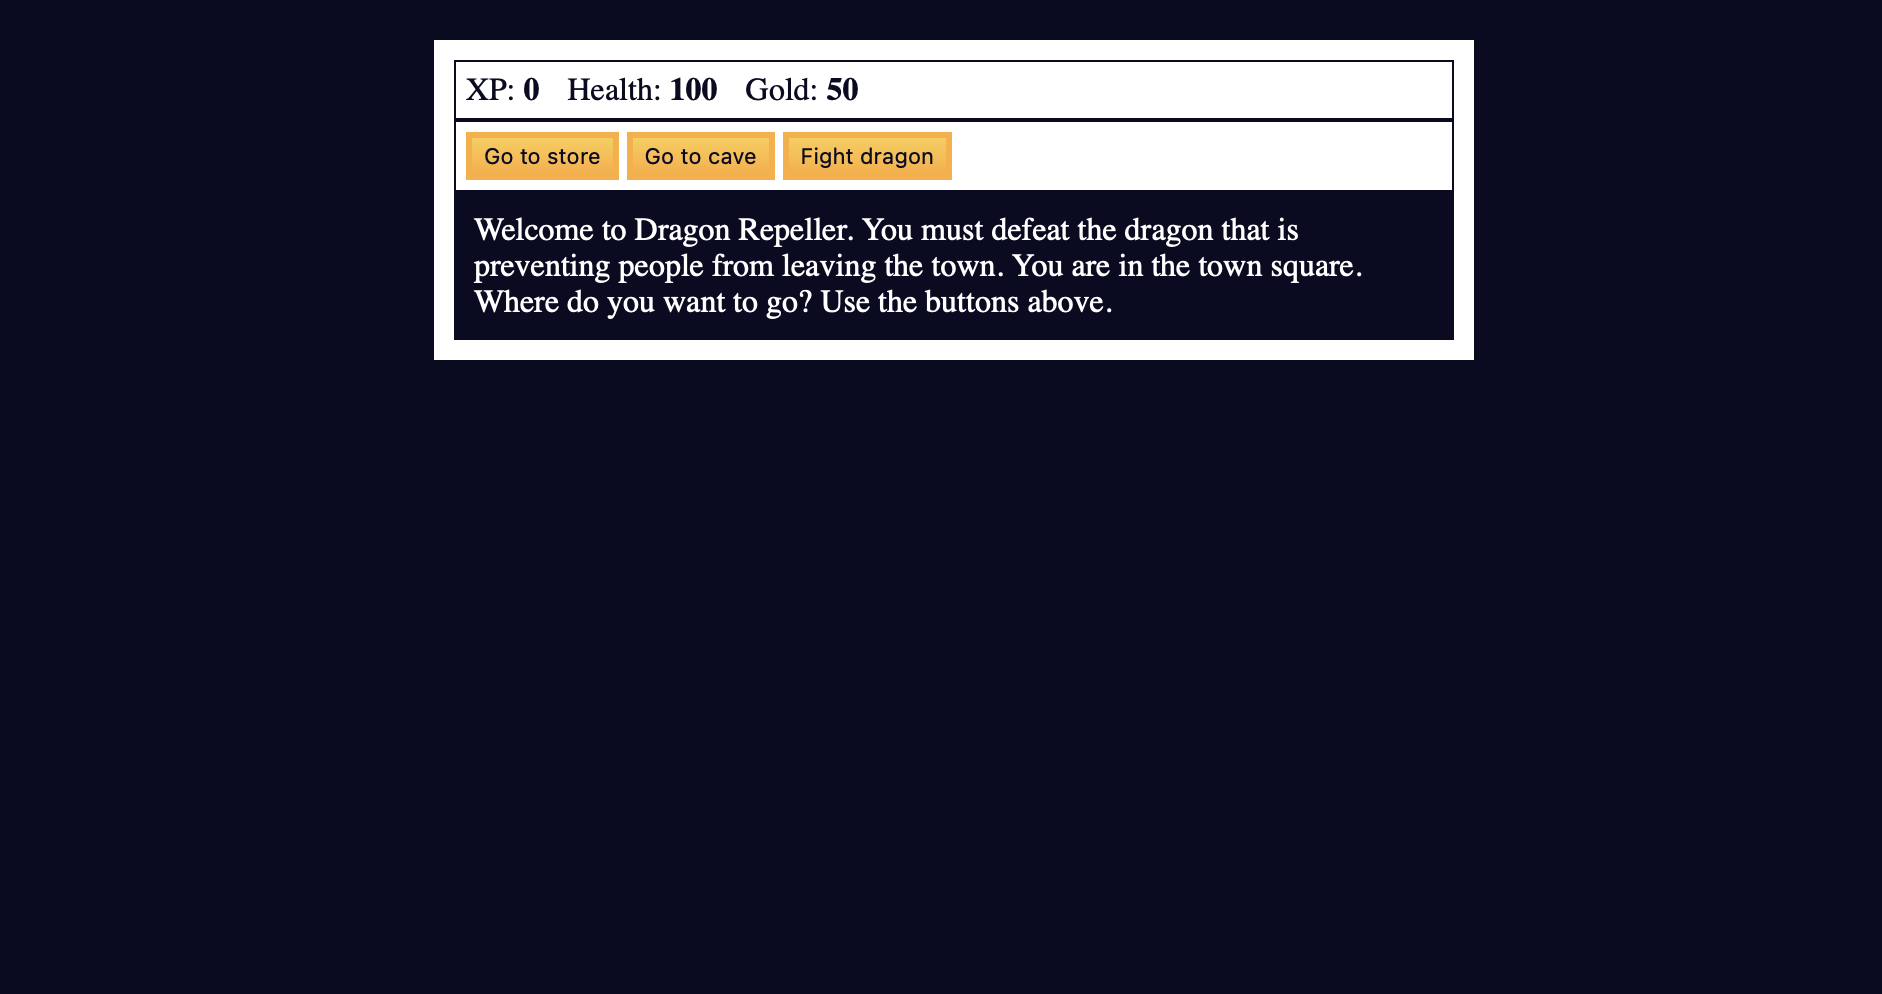 XP: 0 Health: 100 Gold: 50
Go to store Go to cave Fight dragon
Welcome to Dragon Repeller. You must defeat the dragon that is
preventing people from leaving the town. You are in the town square.
Where do you want to go? Use the buttons above.